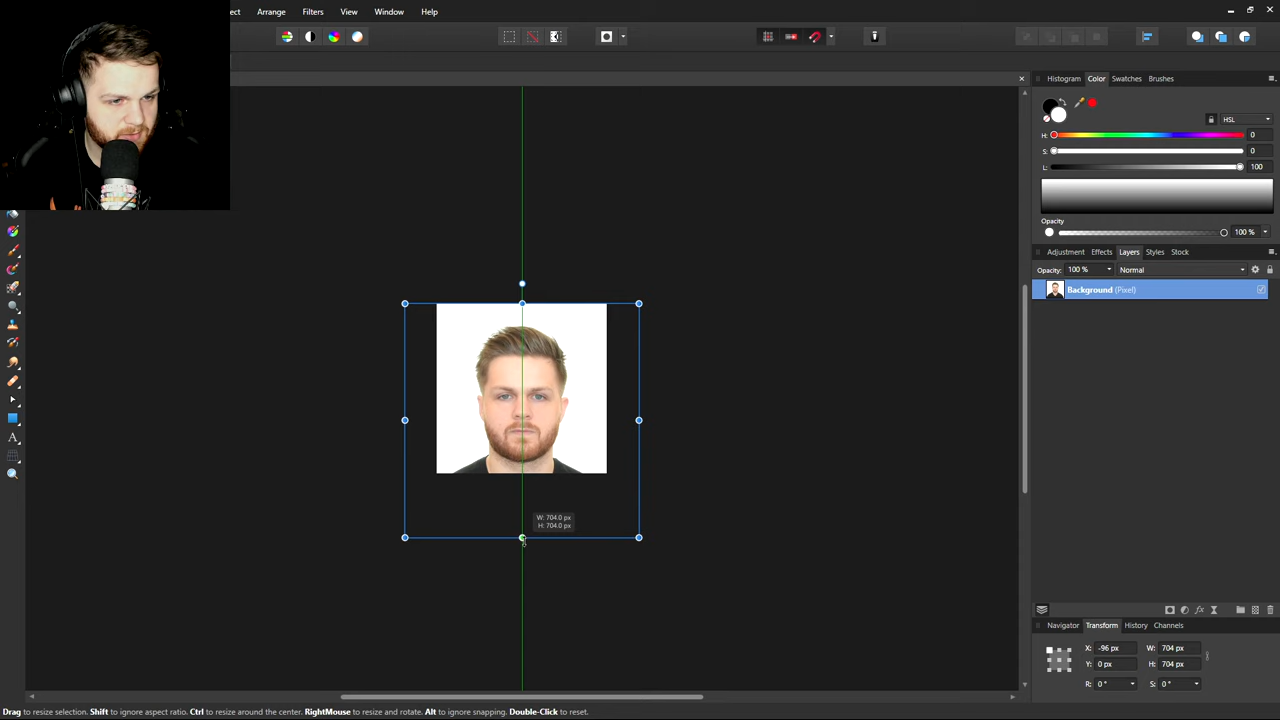 ect Arrange Filters View Window Help
Histogram Color Swatches Brushes
HSL
H: 0
S: 0
L: 100
Opacity
100 %
Adjustment Effects Layers Styles Stock
Opacity: 100 % Normal
Background (Pixel)
A
W: 704.0 px
H: 704.0 px
fx
Navigator Transform History Channels
X: -96 px W: 704 px
Y: 0 px H: 704 px
R: 0 ° S: 0 °
Drag to resize selection. Shift to ignore aspect ratio. Ctrl to resize around the center. RightMouse to resize and rotate. Alt to ignore snapping. Double-Click to reset.